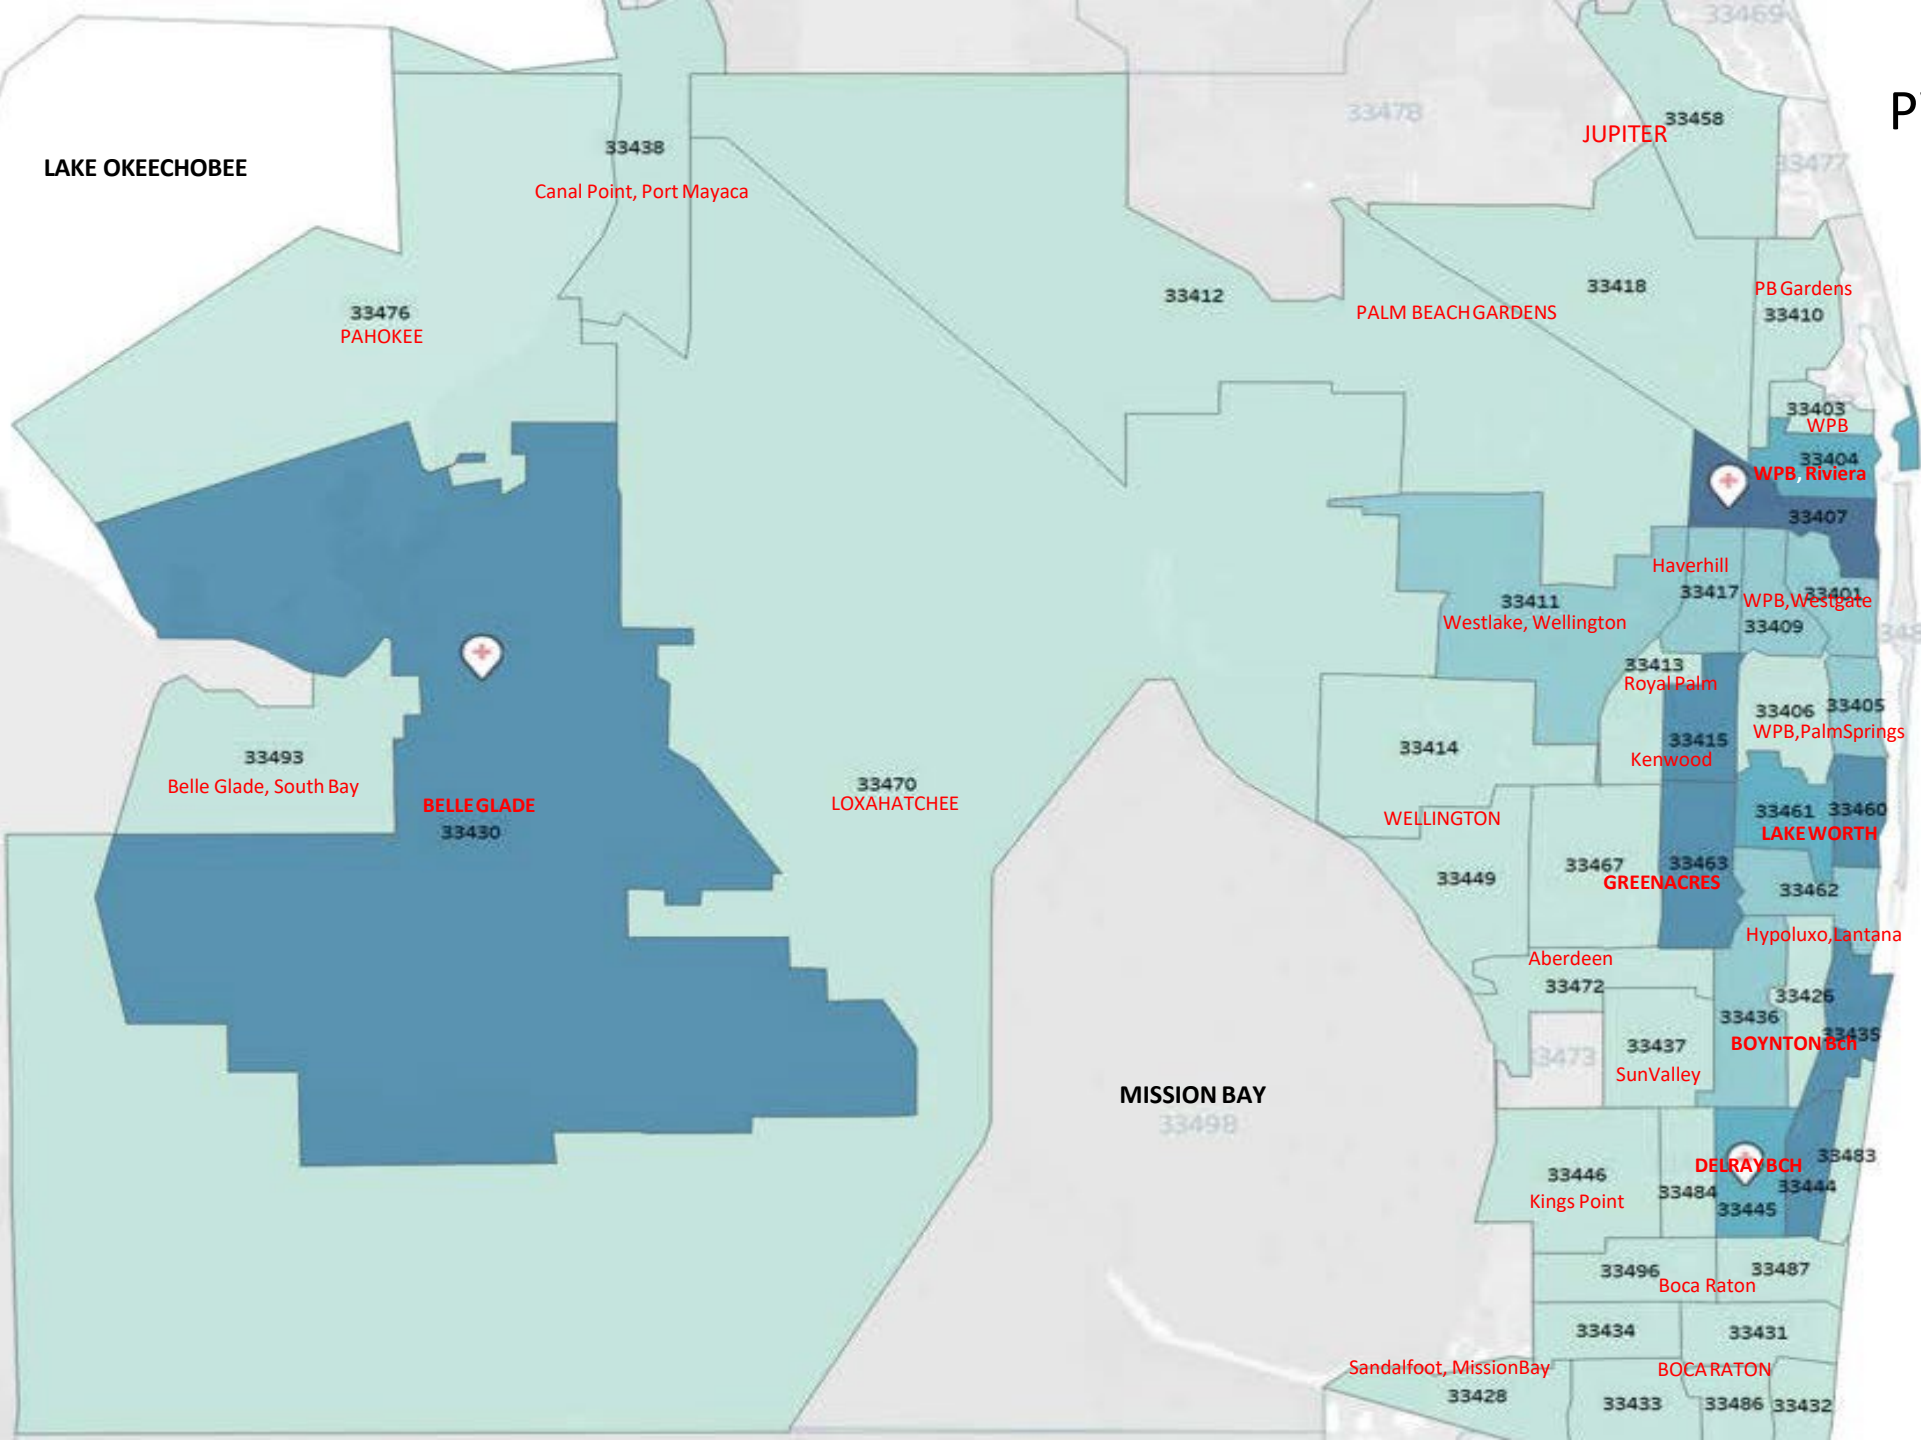 33469
P
33478
33458
JUPITER
33438
33477
LAKE OKEECHOBEE
Canal Point, Port Mayaca
33418
PB Gardens
33412
33476
PALM BEACH GARDENS
33410
PAHOKEE
33403
WPB
33404
WPB, Riviera
33407
Haverhill
33417
33401
WPB,Westgate
33411
Westlake, Wellington
33409
348
33413
Royal Palm
33406
33405
WPB,PalmSprings
33414
33415
Kenwood
33493
Belle Glade, South Bay
33470
LOXAHATCHEE
BELLE GLADE
33430
WELLINGTON
33461
33460
LAKE WORTH
33467
33463
33449
GREENACRES
33462
Hypoluxo,Lantana
Aberdeen
33472
33426
33436
33435
BOYNTON Bch
33473
33437
SunValley
MISSION BAY
33498
33483
DELRAY BCH
33446
33444
33484
Kings Point
33445
33496
33487
Boca Raton
33434
33431
Sandalfoot, MissionBay
BOCA RATON
33428
33433
33486
33432